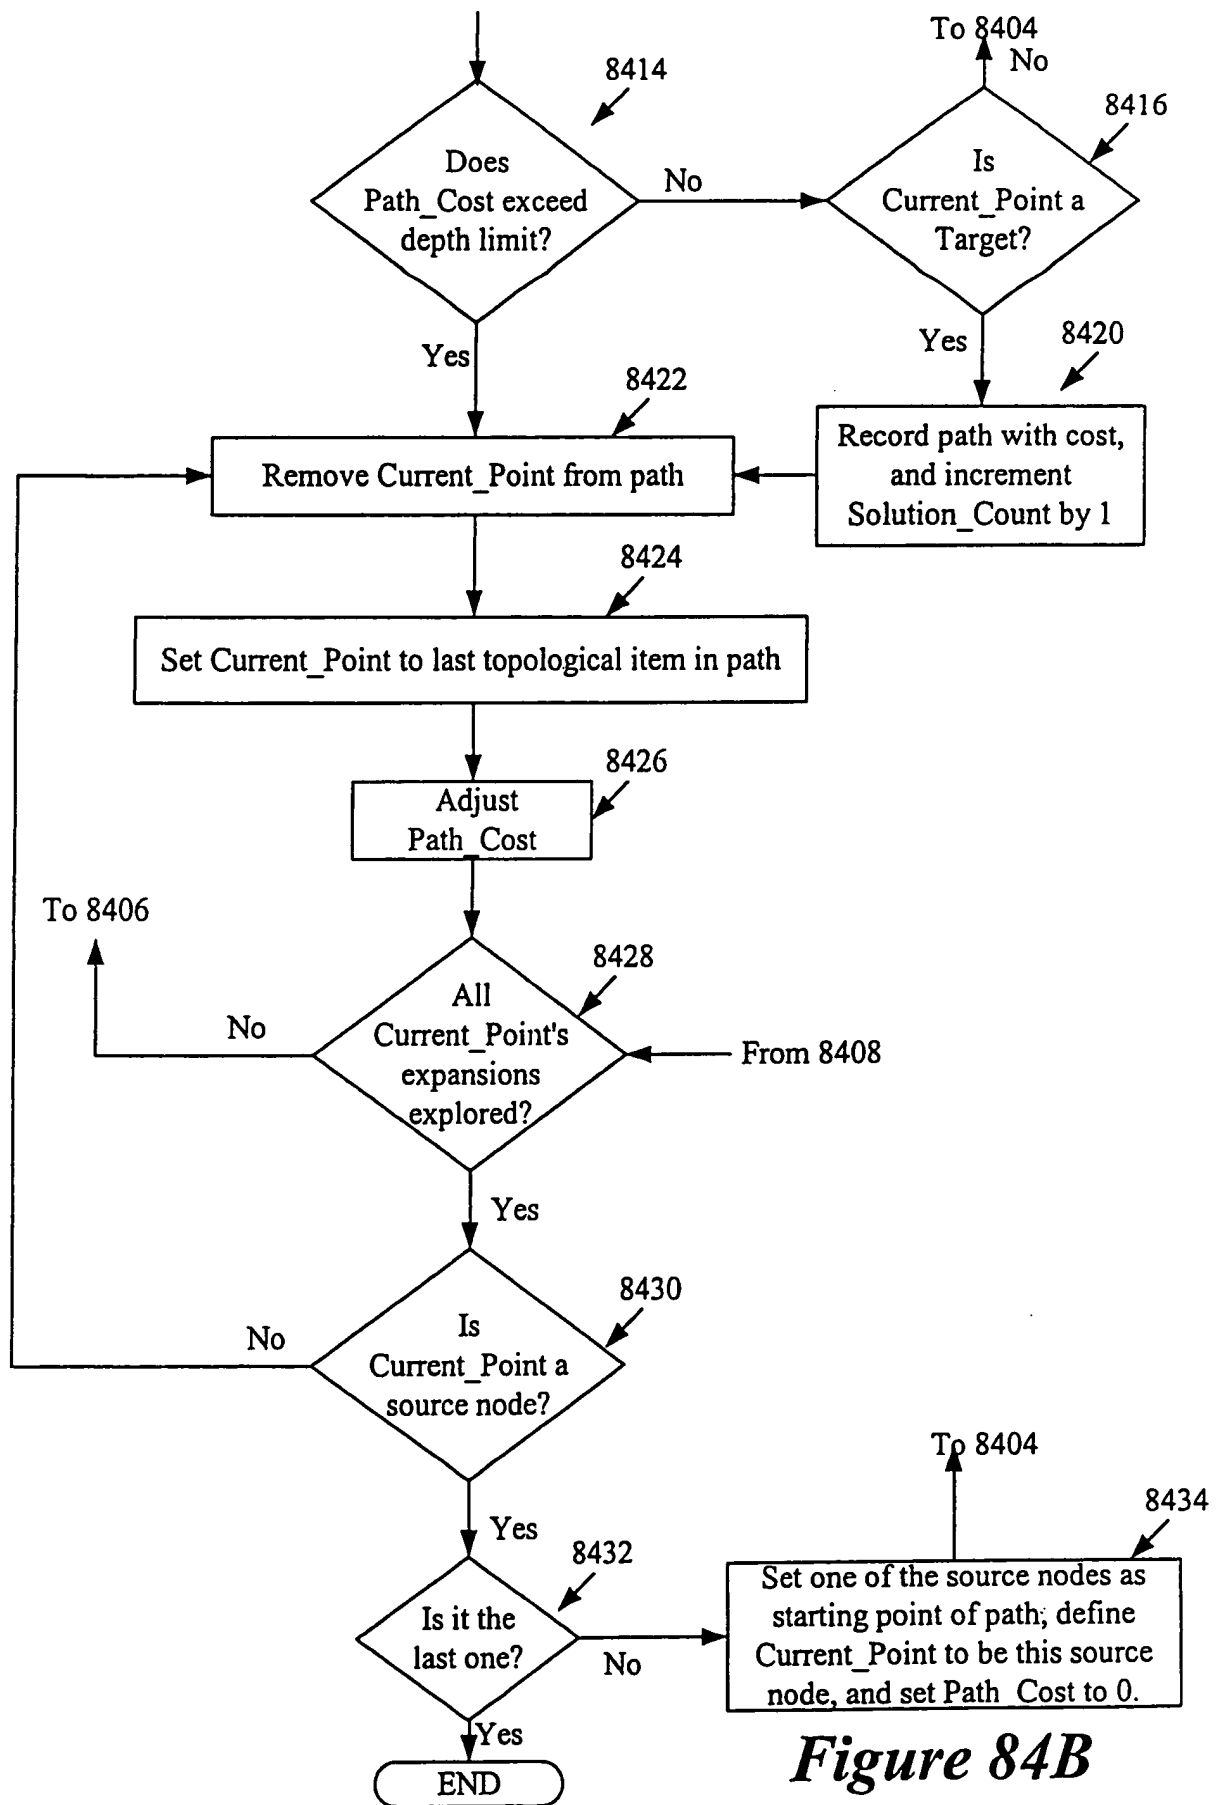 To 8404
No
8414
8416
Does
Path_Cost exceed
depth limit?
No
Is
Current_Point a
Target?
Yes
Yes
8420
8422
Remove Current_Point from path
Record path with cost,
and increment
Solution_Count by 1
8424
Set Current_Point to last topological item in path
8426
Adjust
Path_Cost
To 8406
8428
All
Current_Point's
expansions
explored?
No
From 8408
Yes
8430
Is
Current_Point a
source node?
No
To 8404
8434
Yes
8432
Is it the
last one?
No
Set one of the source nodes as
starting point of path, define
Current_Point to be this source
node, and set Path_Cost to 0.
Yes
END
Figure 84B